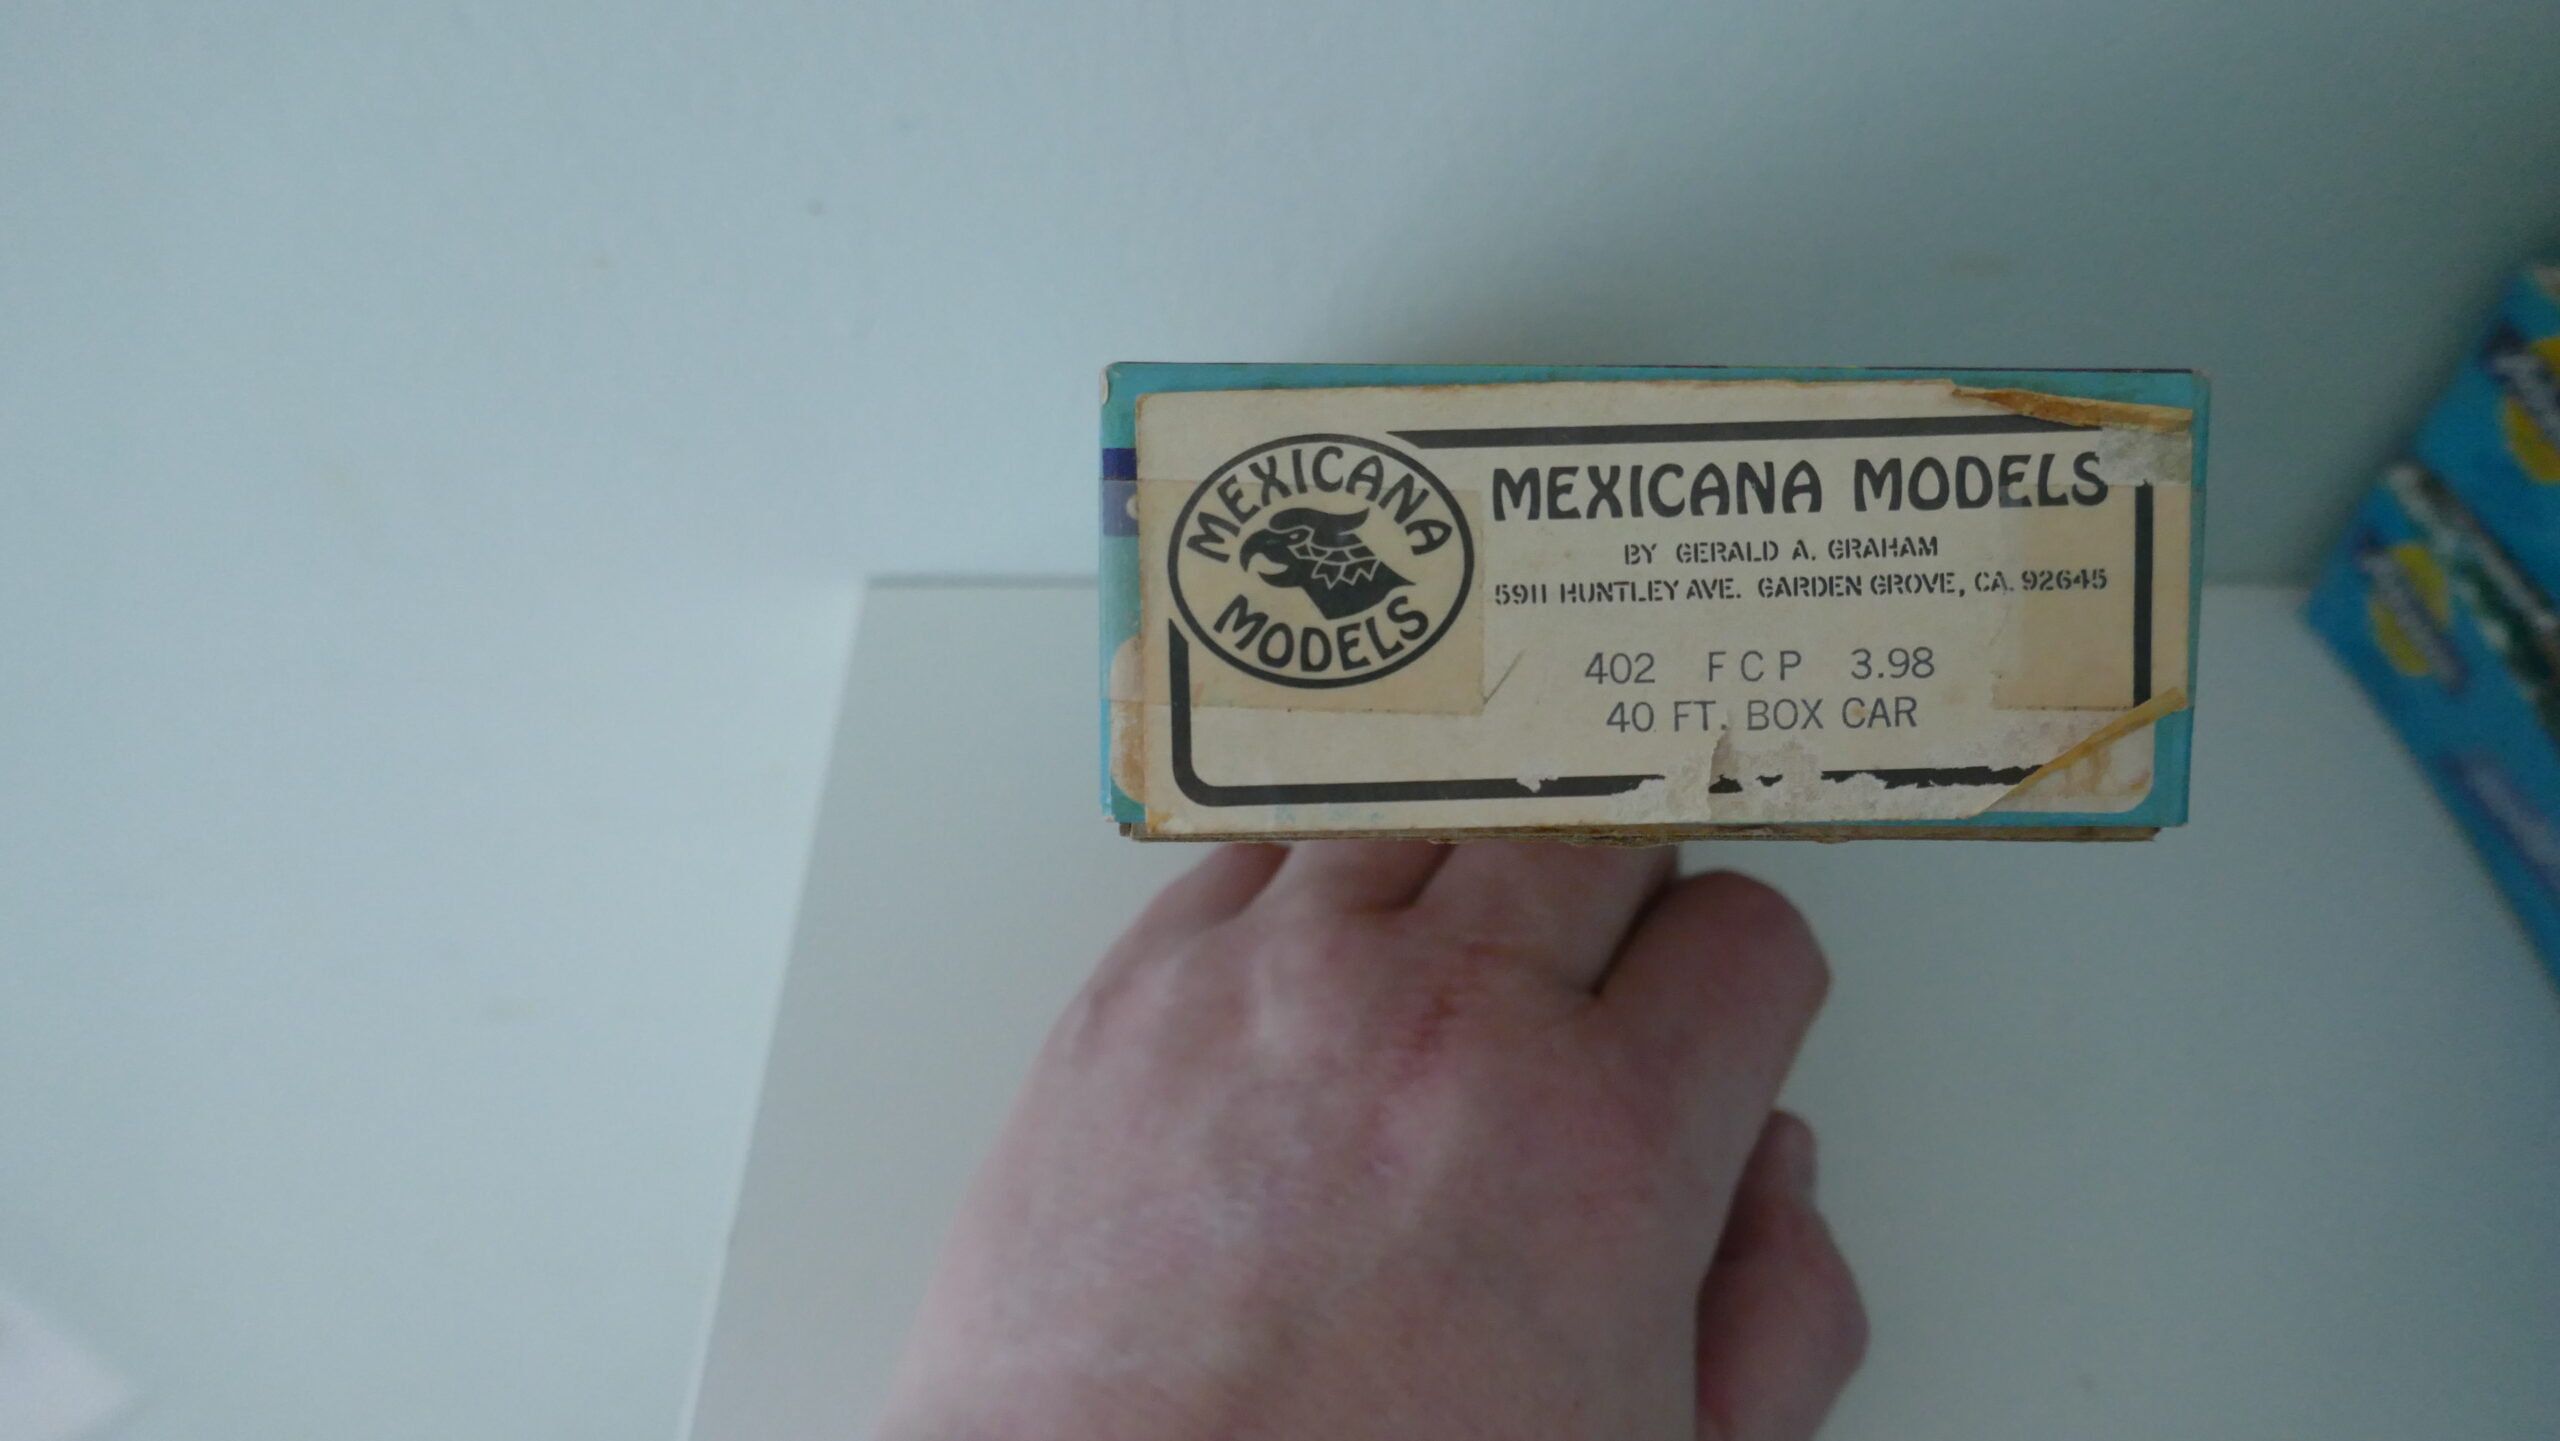 MEXICANA
MODELS
MEXICANA MODELS
BY GERALD A. GRAHAM
5911 HUNTLEY AVE. GARDEN GROVE, CA. 92645
402 F C P 3.98
40 FT. BOX CAR